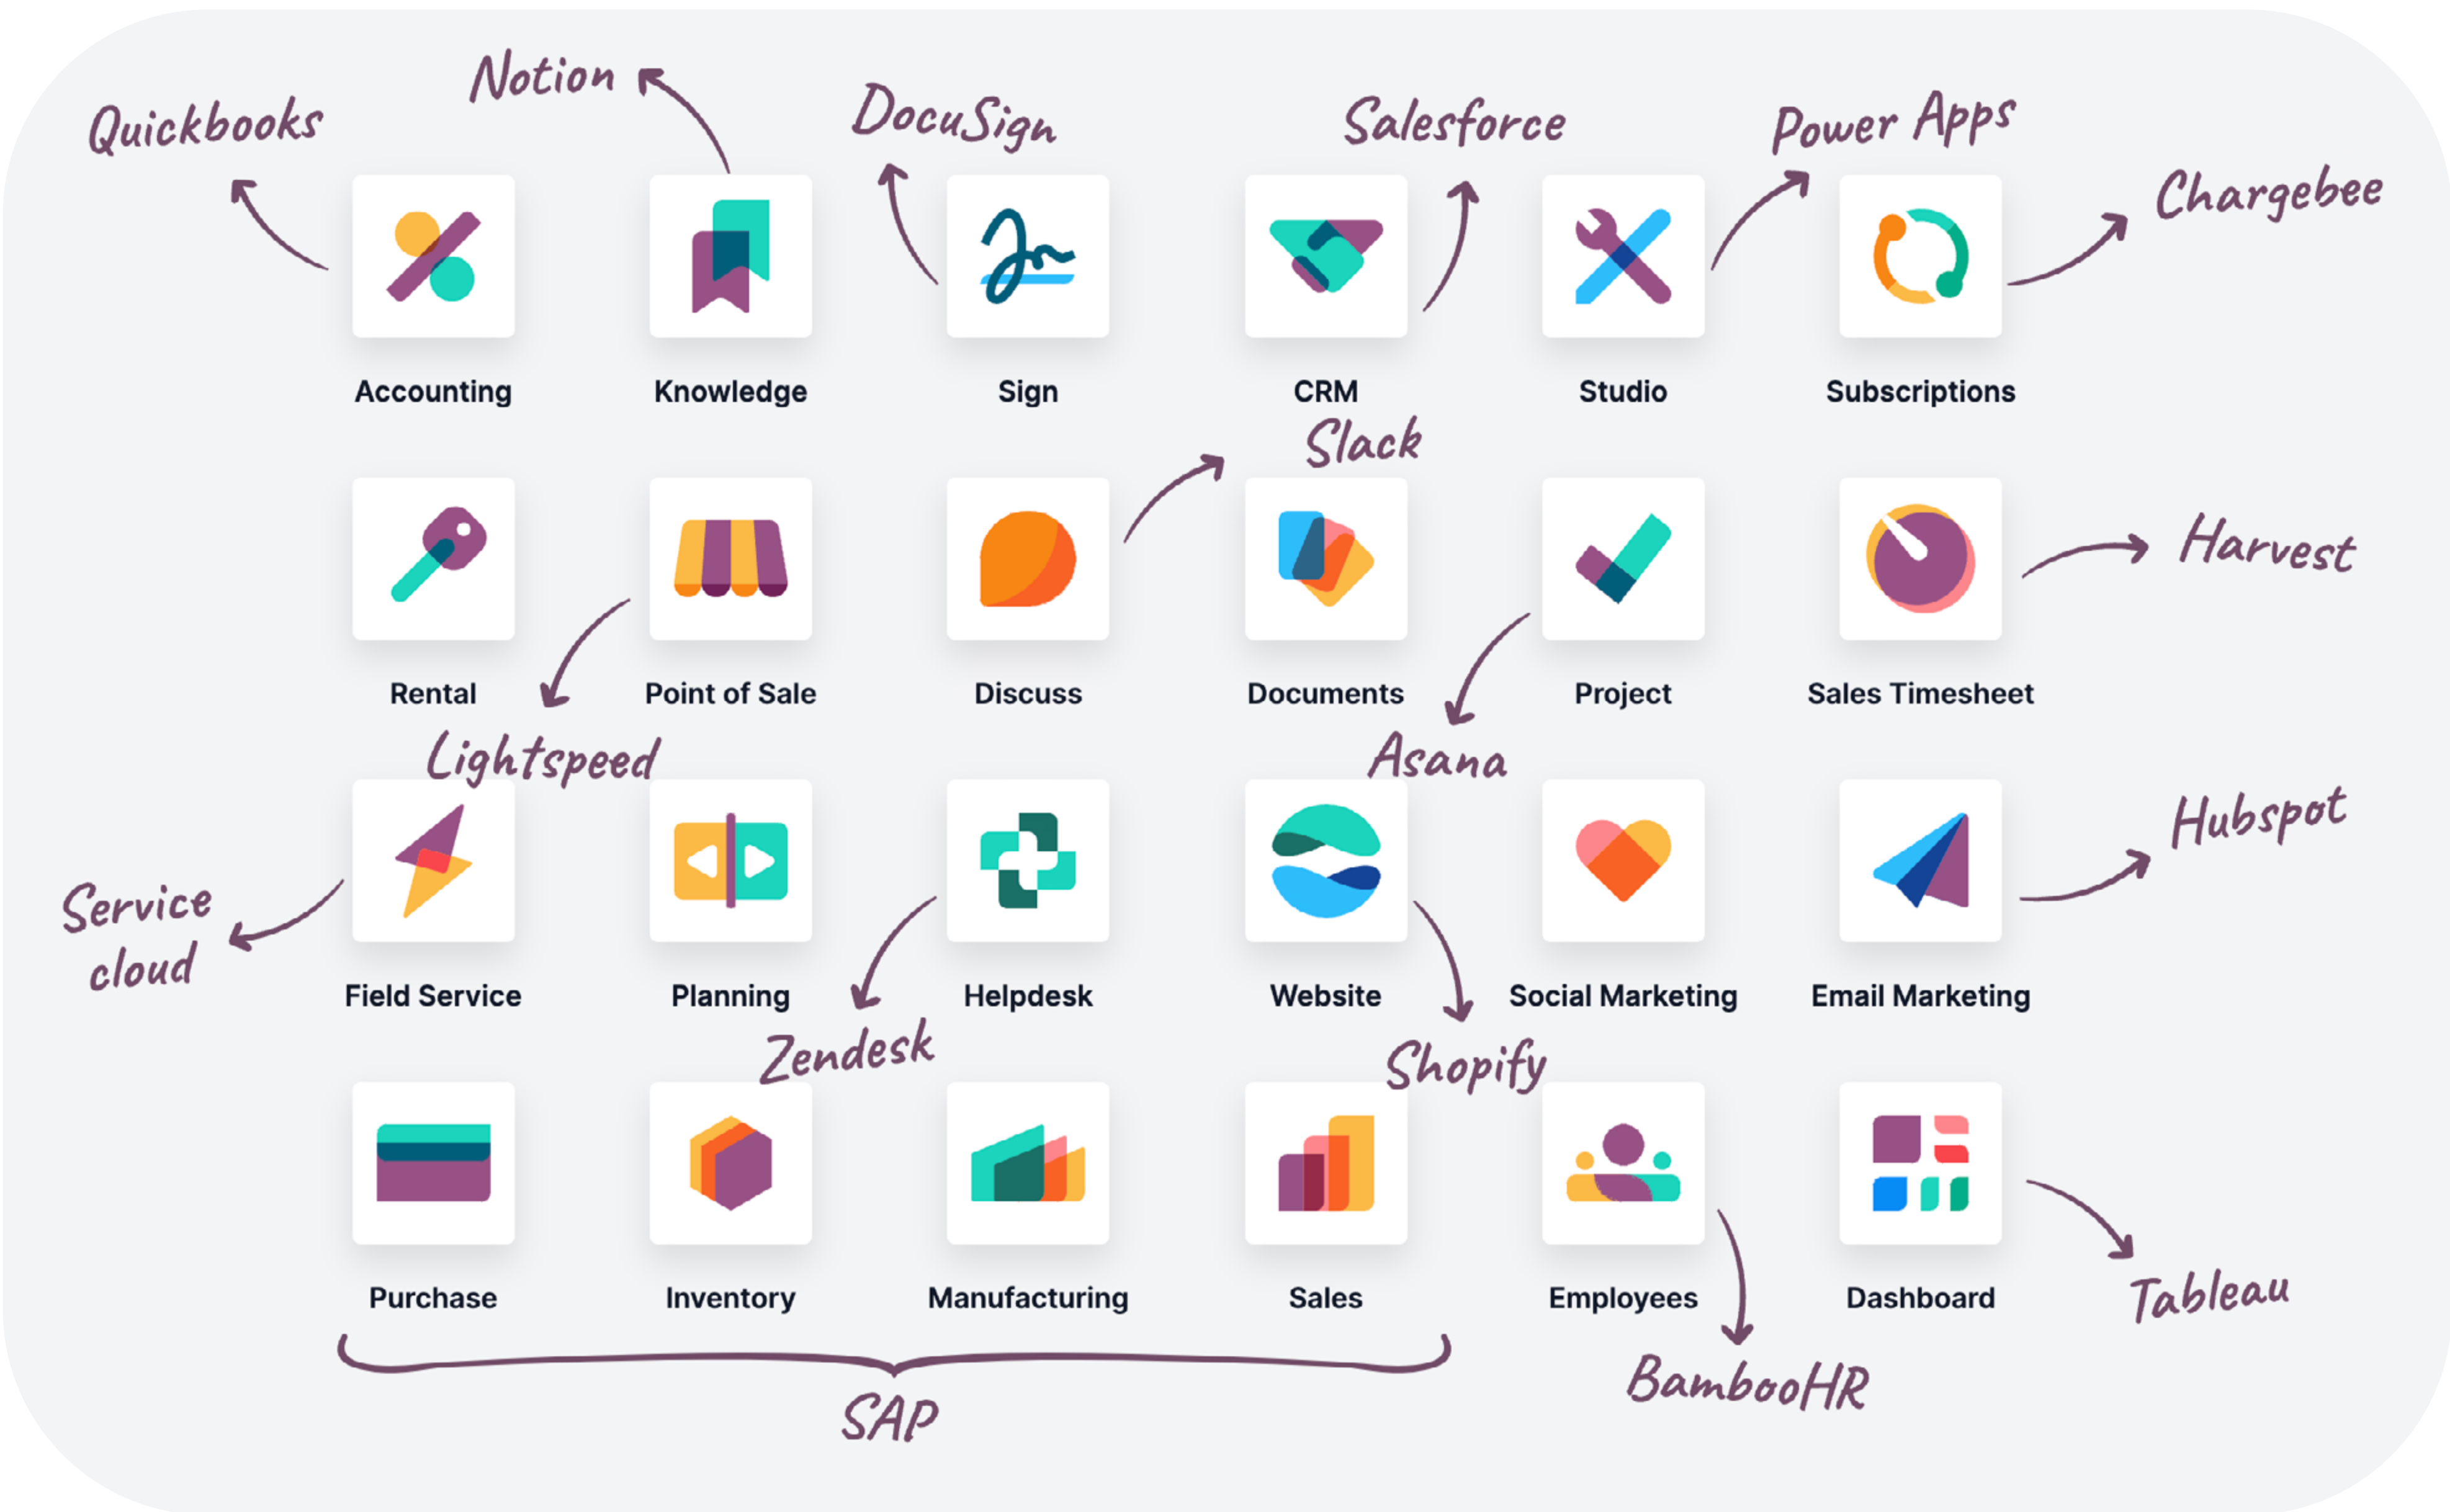 Notion
Quickbooks
DocuSign
Salesforce
Power Apps
Chargebee
Accounting
Knowledge
Sign
CRM
Studio
Subscriptions
Slack
Harvest
Rental
Point of Sale
Discuss
Documents
Project
Sales Timesheet
Lightspeed
Asana
Hubspot
Service
cloud
Field Service
Planning
Helpdesk
Website
Social Marketing
Email Marketing
Zendesk
Shopify
Purchase
Inventory
Manufacturing
Sales
Employees
Dashboard
Tableau
BambooHR
SAP